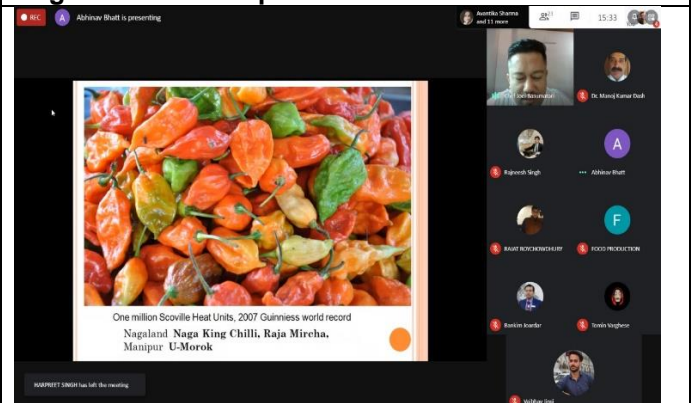 REC
A
Abhinav Bhatt is presenting
Avantika Sharma
and 11 more
23
15:33
One million Scoville Heat Units, 2007 Guinniess world record
Nagaland Naga King Chilli, Raja Mircha,
Manipur U-Morok
Dr. Manoj Kumar Dash
Rajneesh Singh
A
Abhinav Bhatt
RAJAT ROYCHOWDHURY
F
FOOD PRODUCTION
Bankim Joardar
Tomin Varghese
HARPREET SINGH has left the meeting